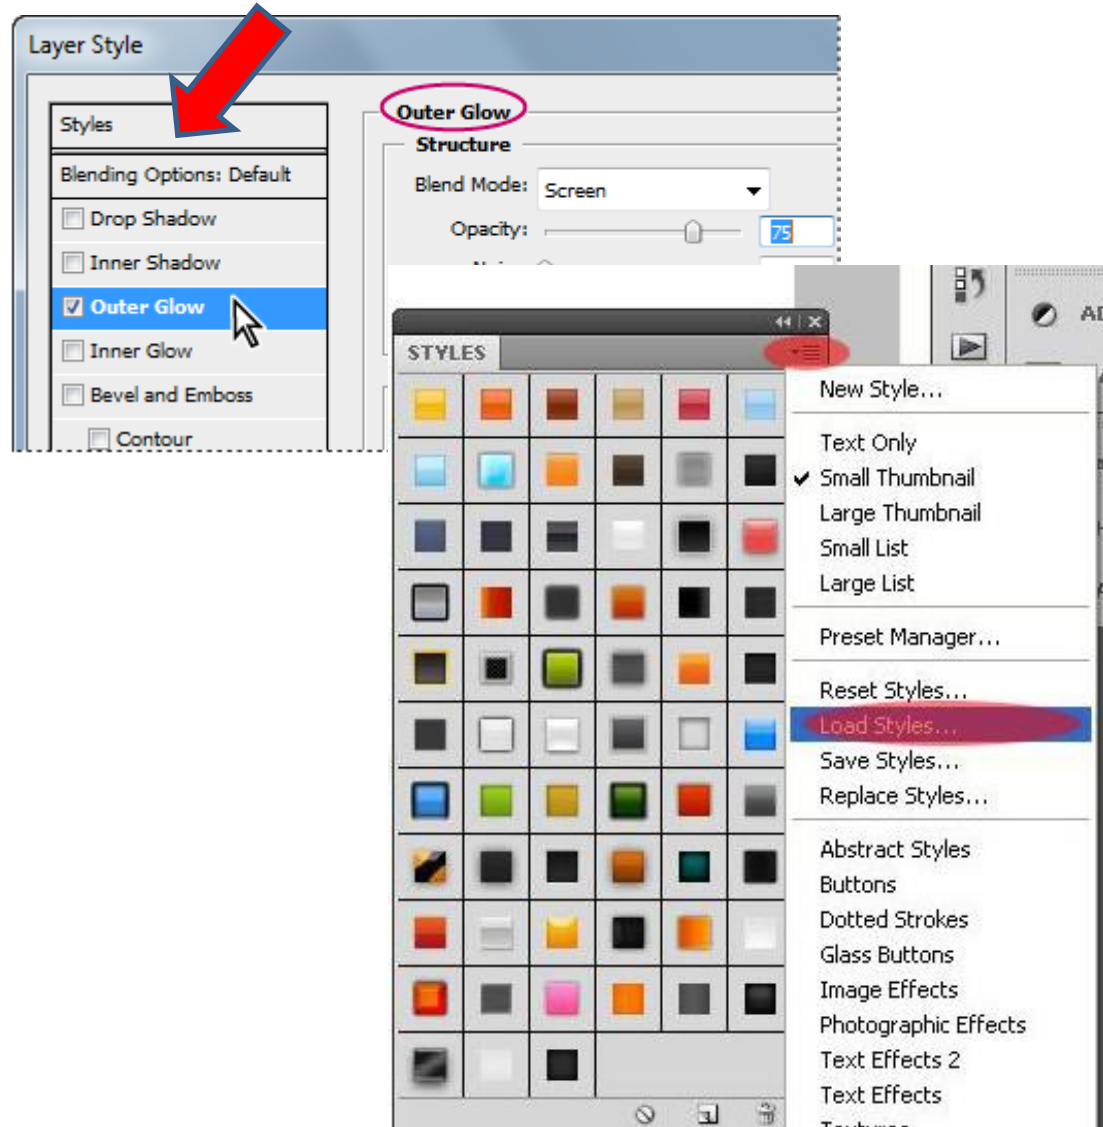 Layer Style
Styles
Blending Options: Default
Drop Shadow
Inner Shadow
Outer Glow
Inner Glow
Bevel and Emboss
Contour
Outer Glow
Structure
Blend Mode: Screen
Opacity: 75
STYLES
New Style...
Text Only
Small Thumbnail
Large Thumbnail
Small List
Large List
Preset Manager...
Reset Styles...
Load Styles...
Save Styles...
Replace Styles...
Abstract Styles
Buttons
Dotted Strokes
Glass Buttons
Image Effects
Photographic Effects
Text Effects 2
Text Effects